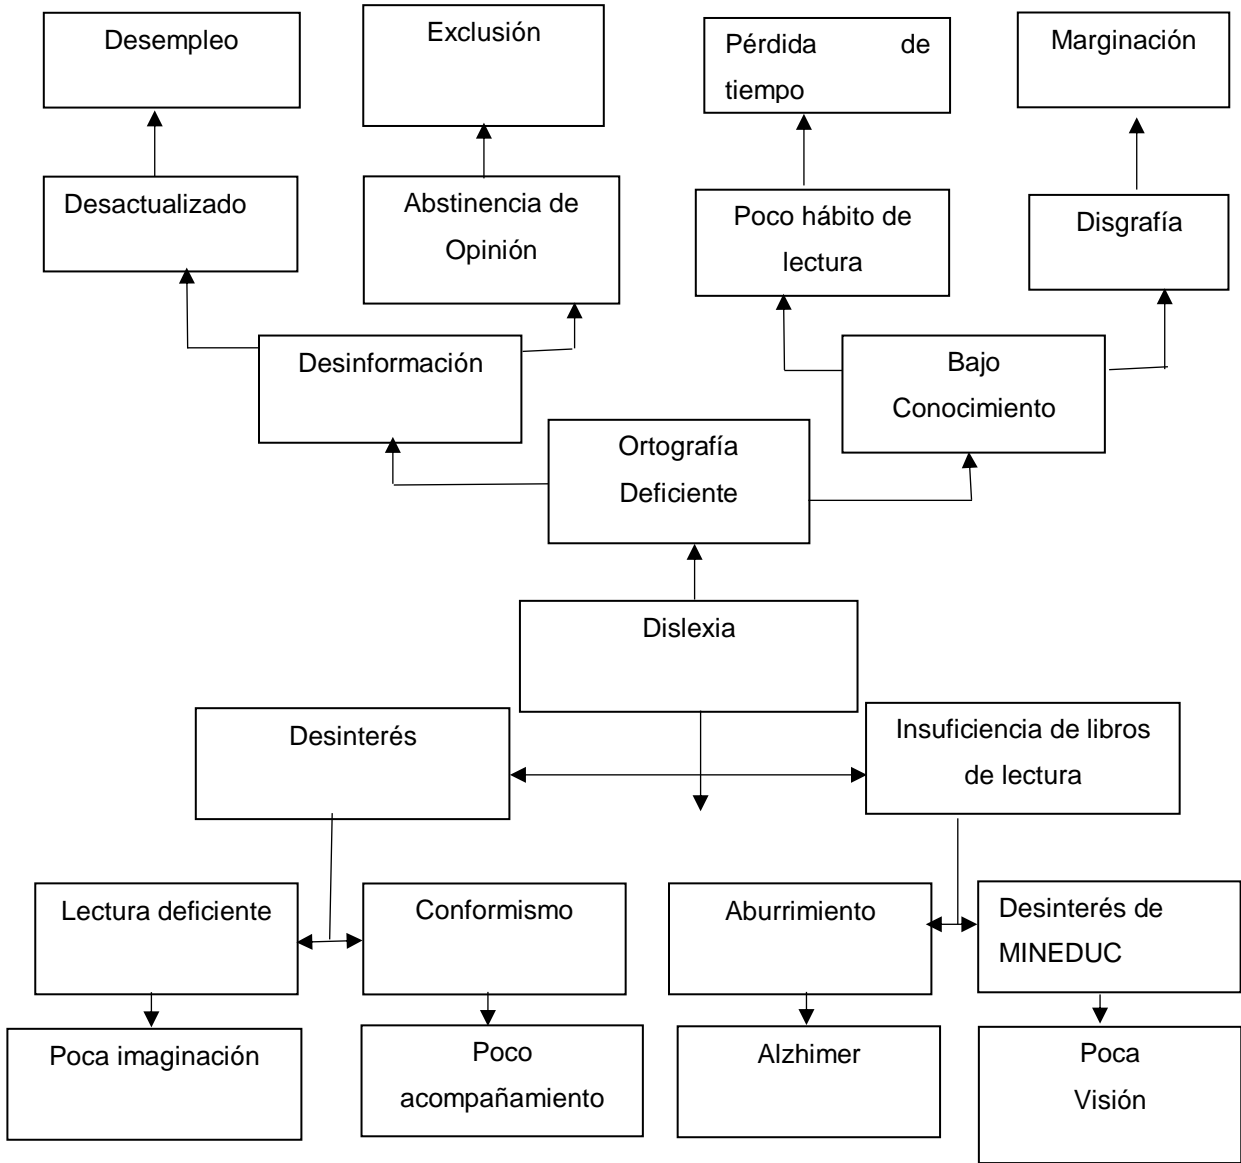 Desempleo
Exclusión
Pérdida de
tiempo
Marginación
Desactualizado
Abstinencia de
Opinión
Poco hábito de
lectura
Disgrafía
Desinformación
Bajo
Conocimiento
Ortografía
Deficiente
Dislexia
Desinterés
Insuficiencia de libros
de lectura
Lectura deficiente
Conformismo
Aburrimiento
Desinterés de
MINEDUC
Poca imaginación
Poco
acompañamiento
Alzhimer
Poca
Visión